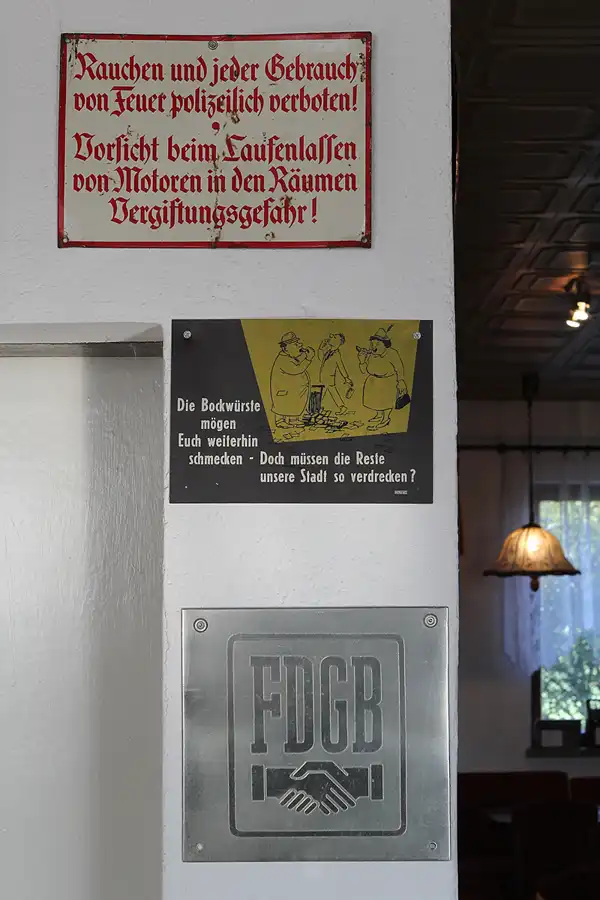 Rauchen und jeder Gebrauch
von Feuer polizeilich verboten!
Vorsicht beim Laufenlassen
von Motoren in den Räumen
Vergiftungsgefahr!
Die Bockwürste
mögen
Euch weiterhin
schmecken - Doch müssen die Reste
unsere Stadt so verdrecken?
FDGB